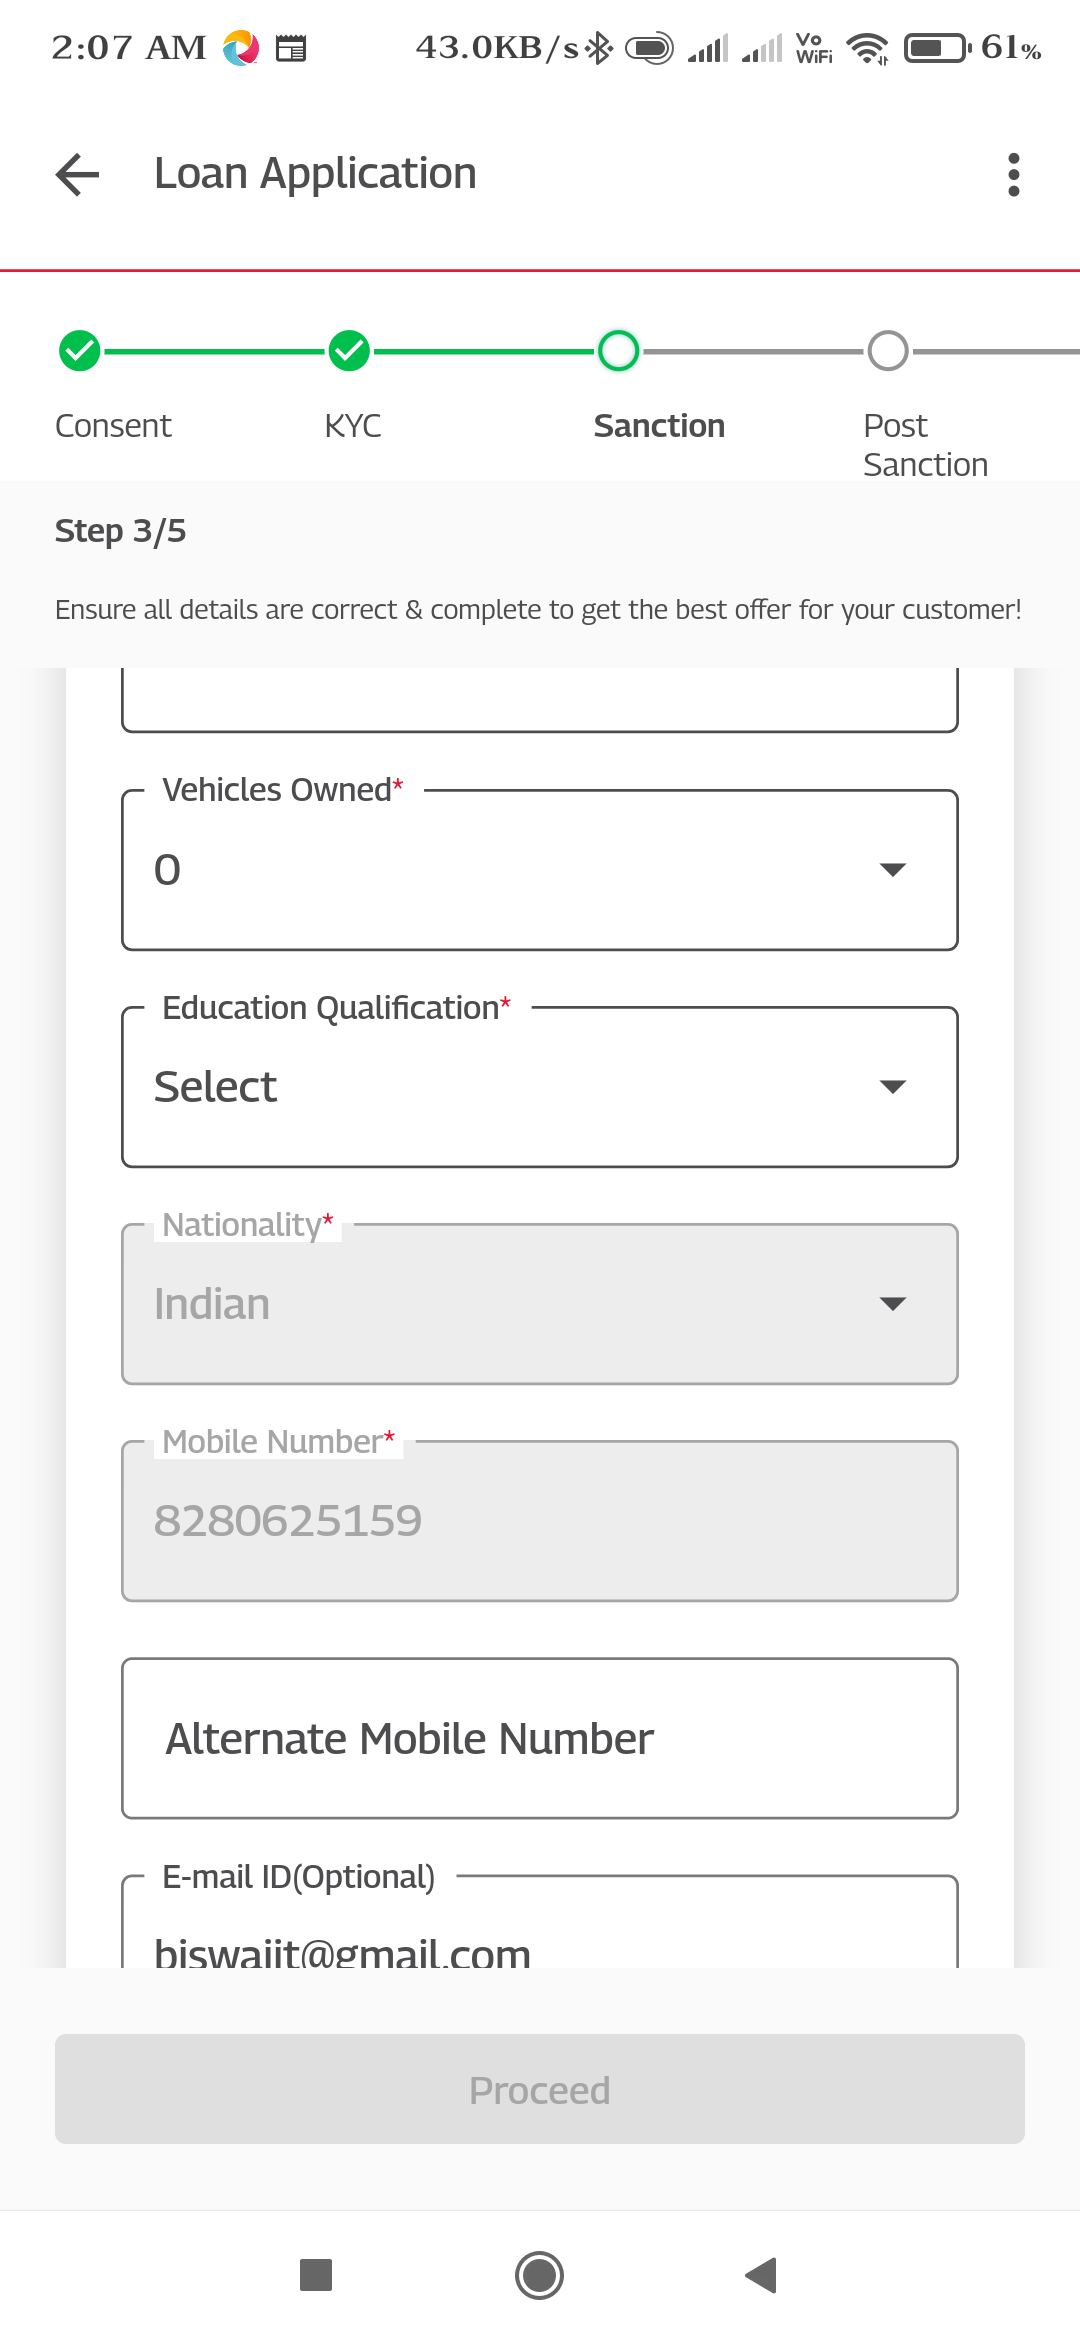 2:07 AM 43.0KB/s Vo WiFi 61%
Loan Application
Consent KYC Sanction Post Sanction
Step 3/5
Ensure all details are correct & complete to get the best offer for your customer!
Vehicles Owned*
0
Education Qualification*
Select
Nationality*
Indian
Mobile Number*
8280625159
Alternate Mobile Number
E-mail ID(Optional)
biswajit@gmail.com
Proceed